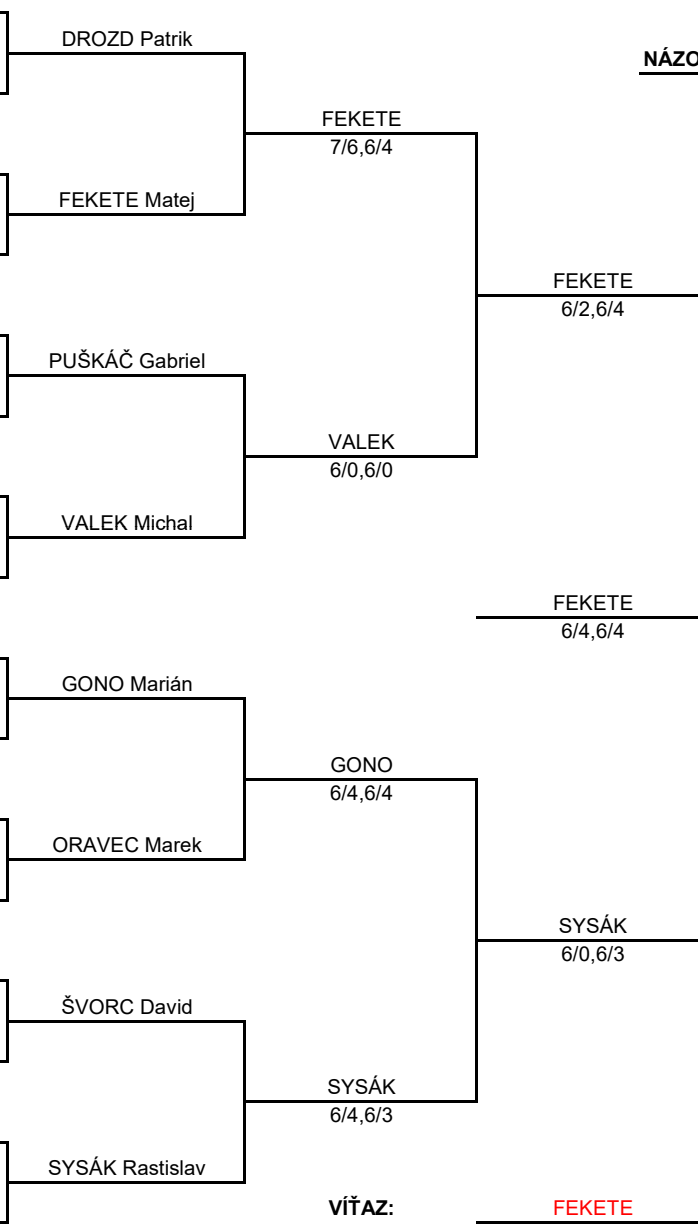 DROZD Patrik
NÁZO
FEKETE
7/6,6/4
FEKETE Matej
FEKETE
6/2,6/4
PUŠKÁČ Gabriel
VALEK
6/0,6/0
VALEK Michal
FEKETE
6/4,6/4
GONO Marián
GONO
6/4,6/4
ORAVEC Marek
SYSÁK
6/0,6/3
ŠVORC David
SYSÁK
6/4,6/3
SYSÁK Rastislav
VÍŤAZ:
FEKETE